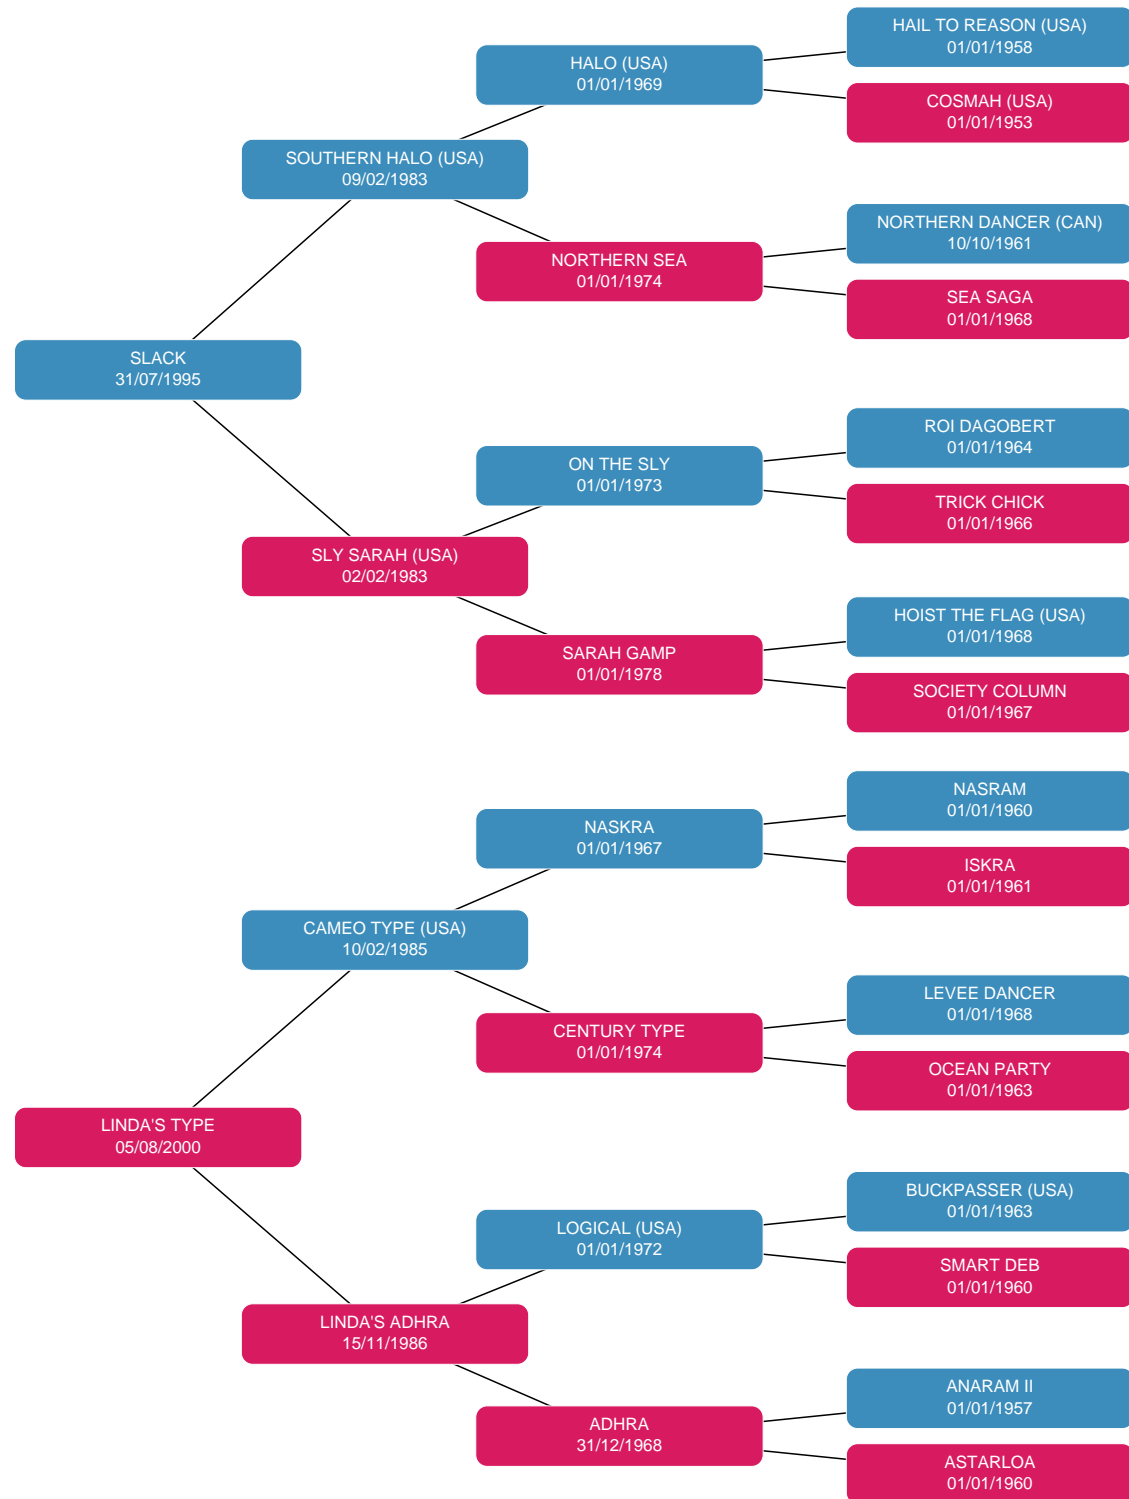 HAIL TO REASON (USA)
01/01/1958
HALO (USA)
01/01/1969
COSMAH (USA)
01/01/1953
SOUTHERN HALO (USA)
09/02/1983
NORTHERN DANCER (CAN)
10/10/1961
NORTHERN SEA
01/01/1974
SEA SAGA
01/01/1968
SLACK
31/07/1995
ROI DAGOBERT
01/01/1964
ON THE SLY
01/01/1973
TRICK CHICK
01/01/1966
SLY SARAH (USA)
02/02/1983
HOIST THE FLAG (USA)
01/01/1968
SARAH GAMP
01/01/1978
SOCIETY COLUMN
01/01/1967
NASRAM
01/01/1960
NASKRA
01/01/1967
ISKRA
01/01/1961
CAMEO TYPE (USA)
10/02/1985
LEVEE DANCER
01/01/1968
CENTURY TYPE
01/01/1974
OCEAN PARTY
01/01/1963
LINDA'S TYPE
05/08/2000
BUCKPASSER (USA)
01/01/1963
LOGICAL (USA)
01/01/1972
SMART DEB
01/01/1960
LINDA'S ADHRA
15/11/1986
ANARAM II
01/01/1957
ADHRA
31/12/1968
ASTARLOA
01/01/1960